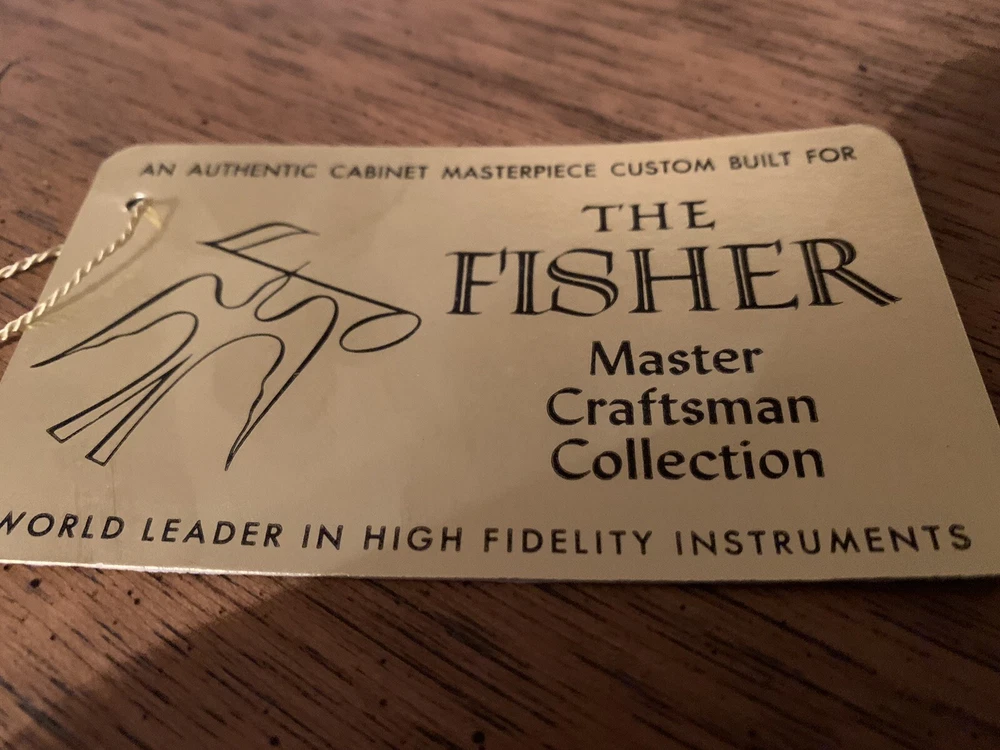 AN AUTHENTIC CABINET MASTERPIECE CUSTOM BUILT FOR
THE
FISHER
Master
Craftsman
Collection
WORLD LEADER IN HIGH FIDELITY INSTRUMENTS